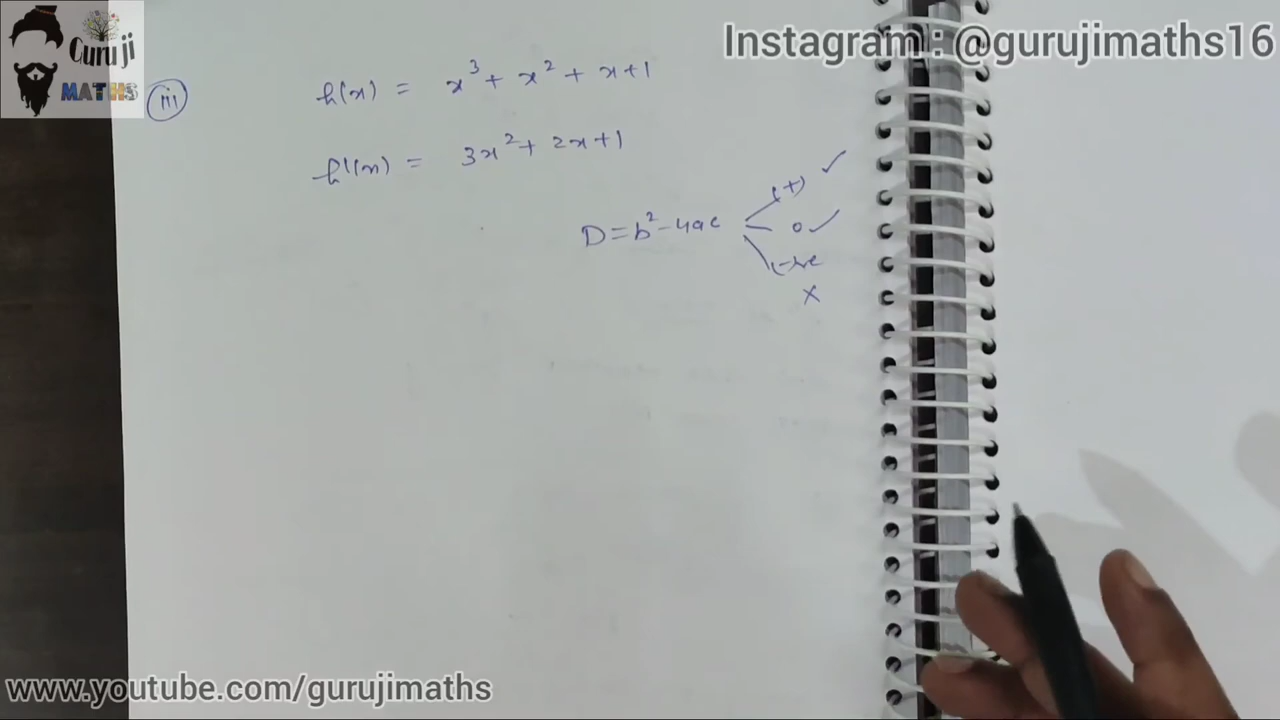 Guru ji
MATHS
Instagram : @gurujimaths16
(iii) h(x) = x³ + x² + x + 1
h'(x) = 3x² + 2x + 1
D = b² - 4ac
(+) ✓
0 ✓
(-)ve
✗
www.youtube.com/gurujimaths